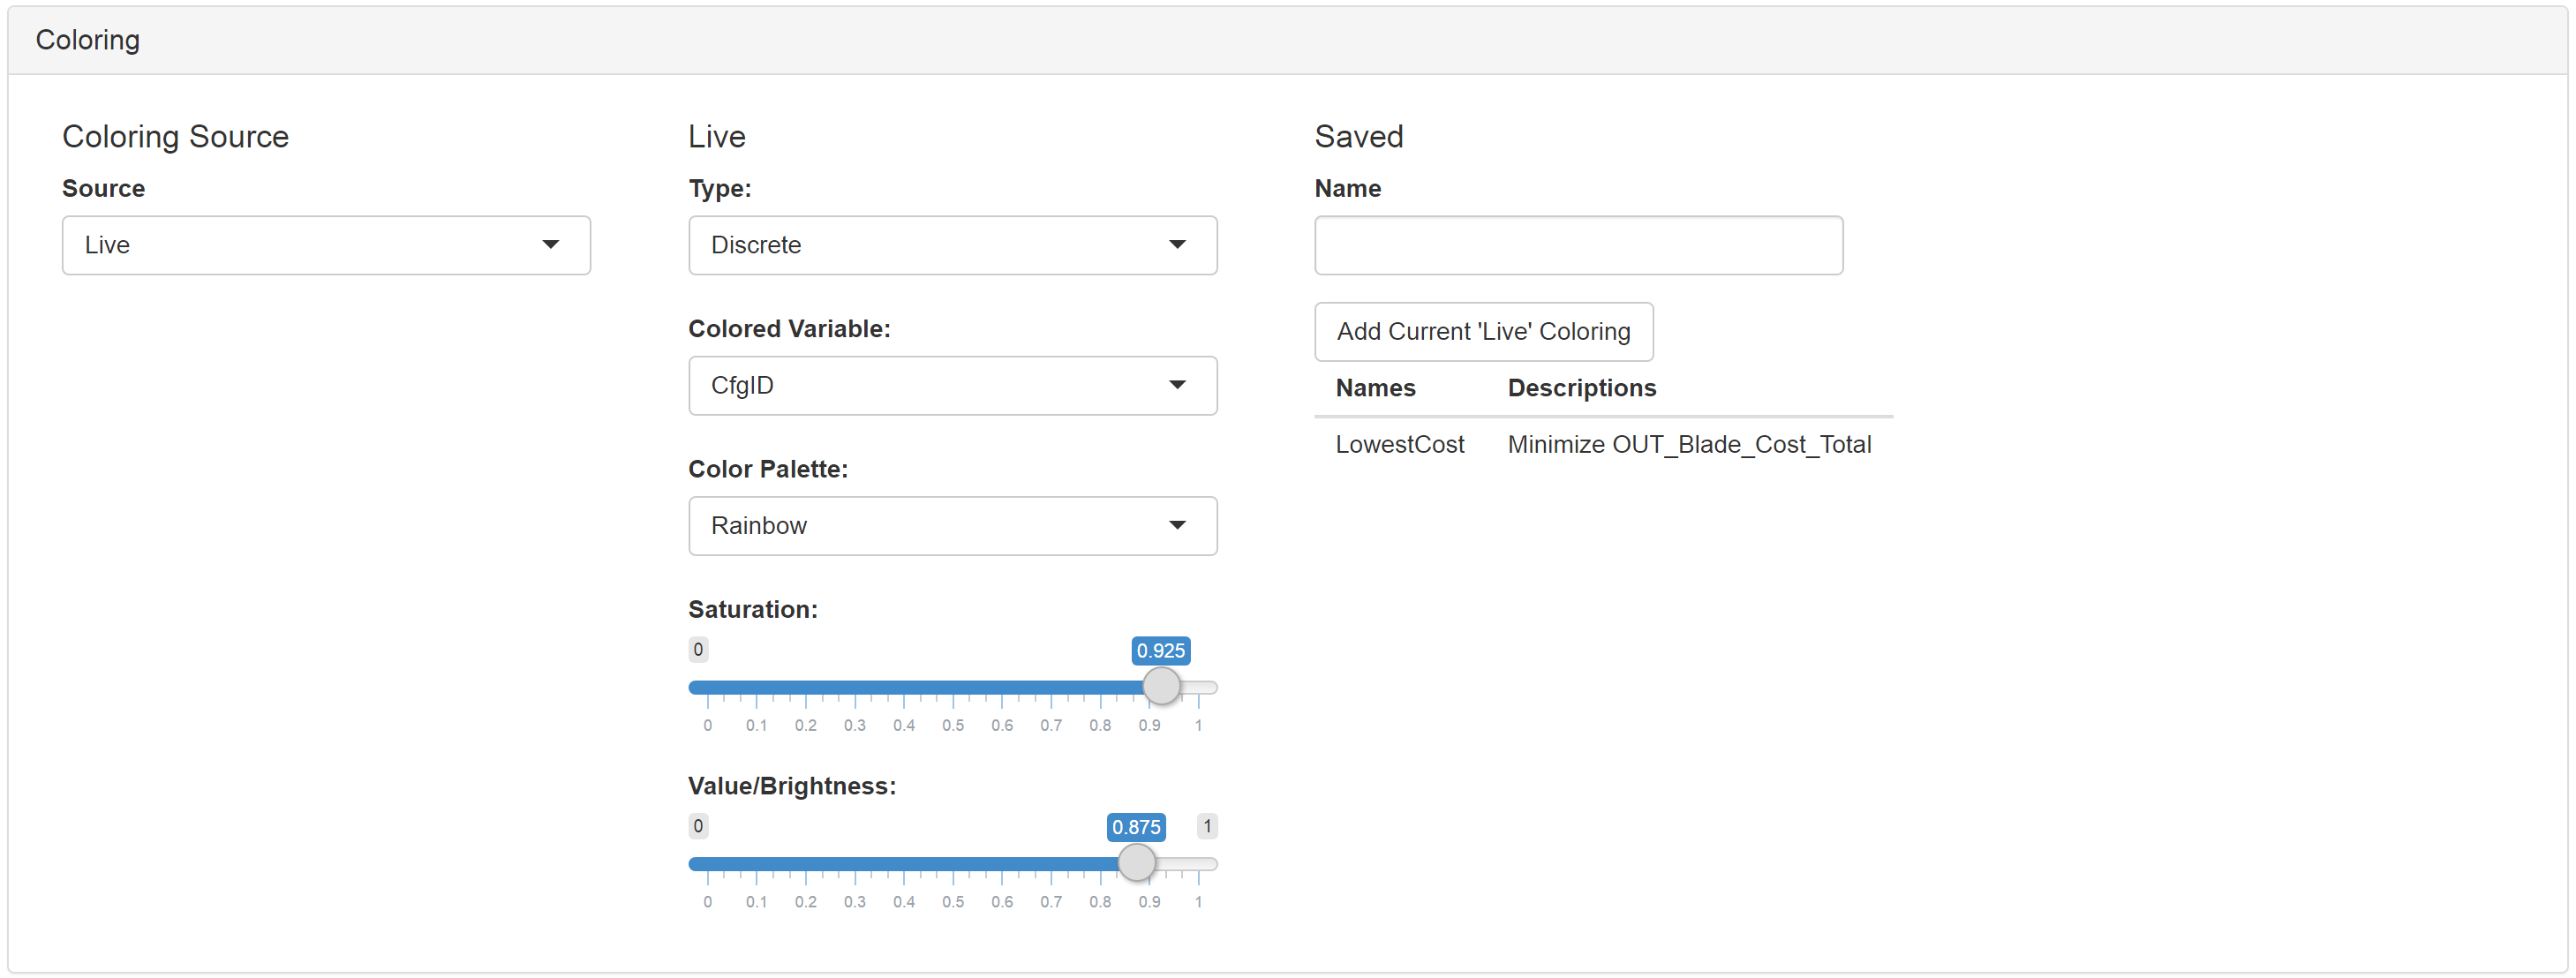 Coloring
Coloring Source
Source
Live
Live
Type:
Discrete
Colored Variable:
CfgID
Color Palette:
Rainbow
Saturation:
0 0.925
0 0.1 0.2 0.3 0.4 0.5 0.6 0.7 0.8 0.9 1
Value/Brightness:
0 0.875 1
0 0.1 0.2 0.3 0.4 0.5 0.6 0.7 0.8 0.9 1
Saved
Name
Add Current 'Live' Coloring
Names Descriptions
LowestCost Minimize OUT_Blade_Cost_Total